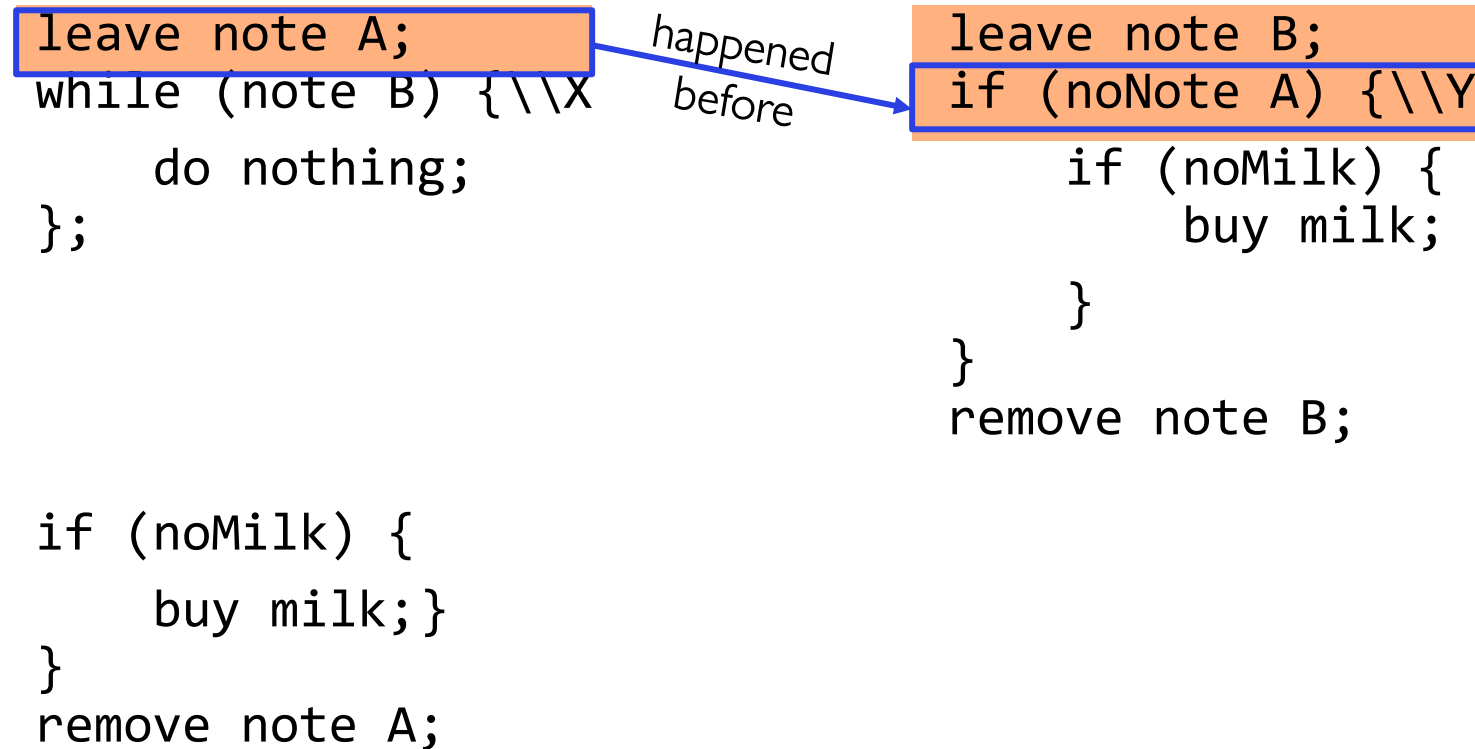 leave note A;
while (note B) {\\X
    do nothing;
};
if (noMilk) {
    buy milk;}
}
remove note A;
happened
before
leave note B;
if (noNote A) {\\Y
    if (noMilk) {
        buy milk;
    }
}
remove note B;